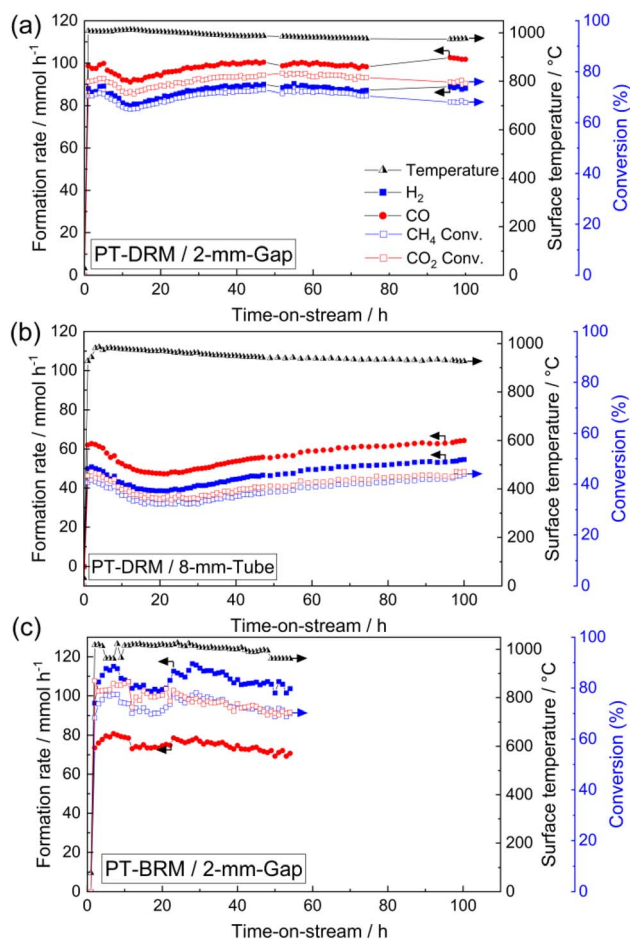 (a)
120
100
80
60
40
20
0
Formation rate / mmol h⁻¹
Temperature
H₂
CO
CH₄ Conv.
CO₂ Conv.
PT-DRM / 2-mm-Gap
1000
800
600
400
200
0
Surface temperature / °C
100
80
60
40
20
0
Conversion (%)
0 20 40 60 80 100
Time-on-stream / h
(b)
120
100
80
60
40
20
0
Formation rate / mmol h⁻¹
PT-DRM / 8-mm-Tube
1000
800
600
400
200
0
Surface temperature / °C
100
80
60
40
20
0
Conversion (%)
0 20 40 60 80 100
Time-on-stream / h
(c)
120
100
80
60
40
20
0
Formation rate / mmol h⁻¹
PT-BRM / 2-mm-Gap
1000
800
600
400
200
0
Surface temperature / °C
100
80
60
40
20
0
Conversion (%)
0 20 40 60 80 100
Time-on-stream / h